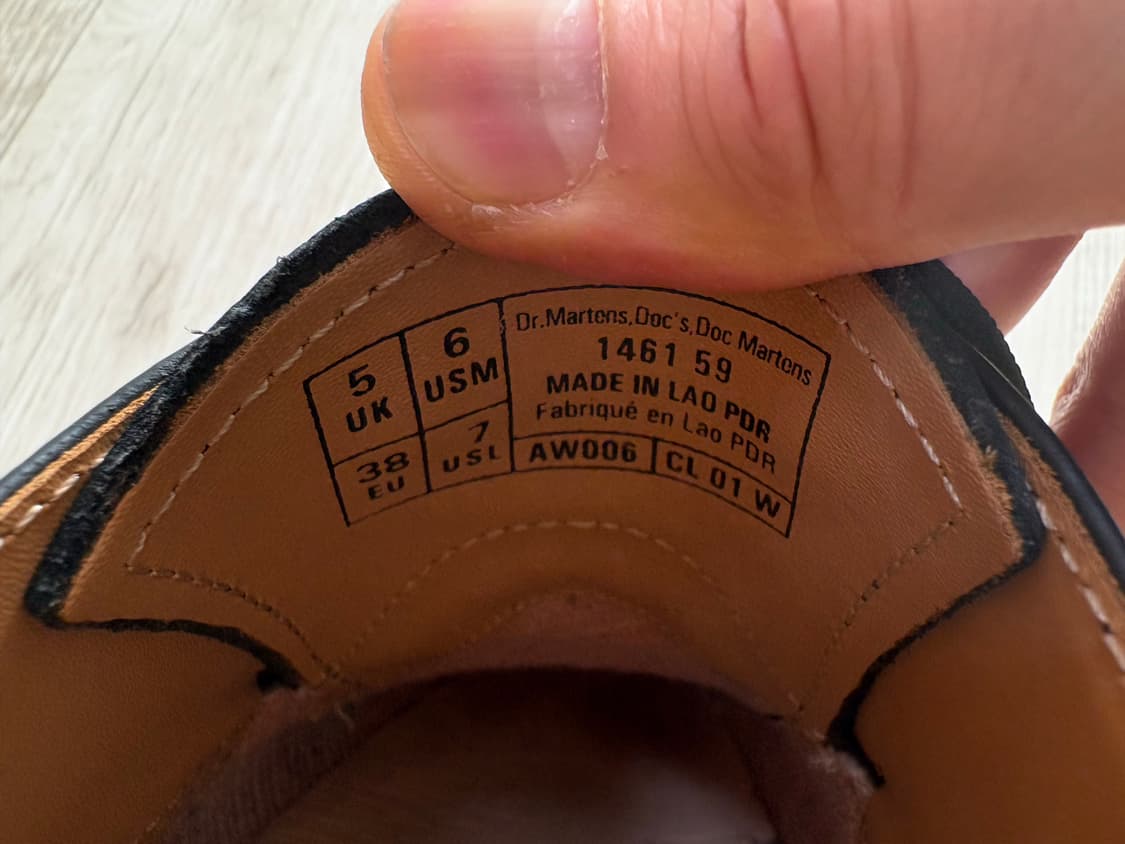 5 UK
6 USM
38 EU
7 USL
Dr.Martens,Doc's,Doc Martens
1461 59
MADE IN LAO PDR
Fabriqué en Lao PDR
AW006
CL 01 W